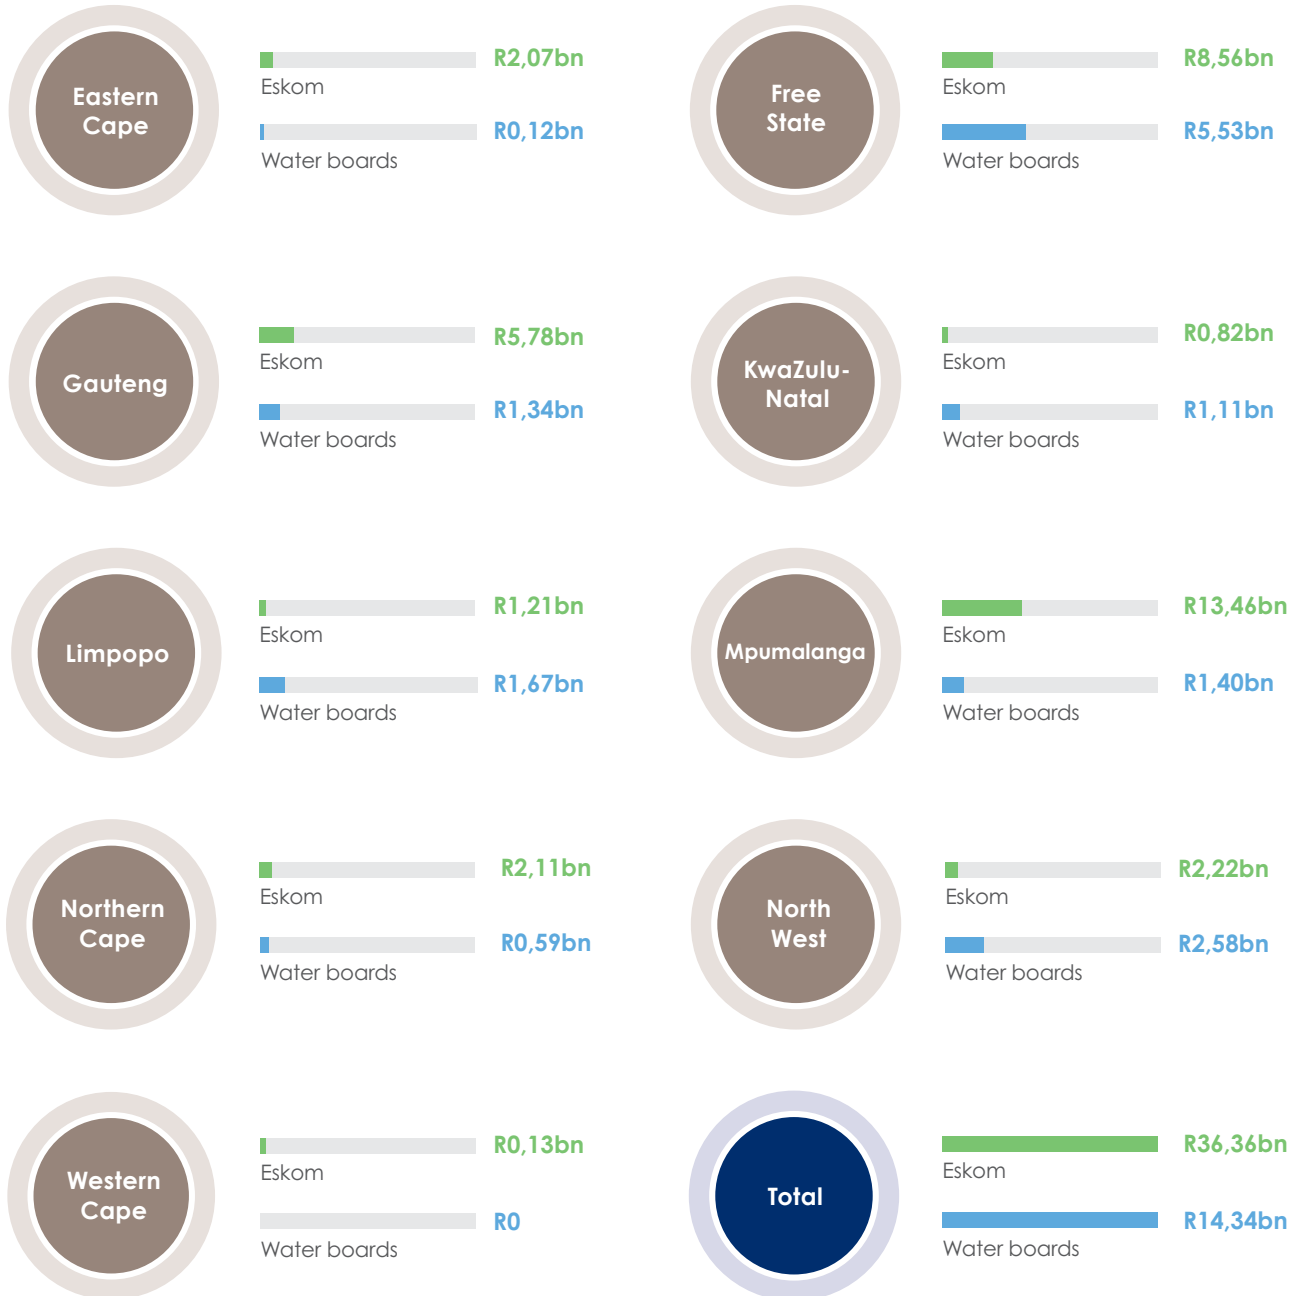 Eastern
Cape
R2,07bn
Eskom
R0,12bn
Water boards
Free
State
R8,56bn
Eskom
R5,53bn
Water boards
Gauteng
R5,78bn
Eskom
R1,34bn
Water boards
KwaZulu-
Natal
R0,82bn
Eskom
R1,11bn
Water boards
Limpopo
R1,21bn
Eskom
R1,67bn
Water boards
Mpumalanga
R13,46bn
Eskom
R1,40bn
Water boards
Northern
Cape
R2,11bn
Eskom
R0,59bn
Water boards
North
West
R2,22bn
Eskom
R2,58bn
Water boards
Western
Cape
R0,13bn
Eskom
R0
Water boards
Total
R36,36bn
Eskom
R14,34bn
Water boards